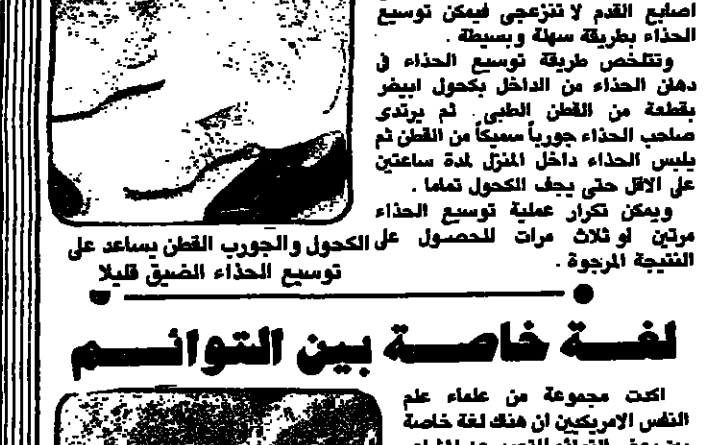 اصابع القدم لا تنزعجى فيمكن توسيع
الحذاء بطريقة سهلة وبسيطة .
وتتلخص طريقة توسيع الحذاء فى
دهان الحذاء من الداخل بكحول ابيض
بقطعة من القطن الطبى . ثم يرتدى
صاحب الحذاء جورباً سميكاً من القطن ثم
يلبس الحذاء داخل المنزل لمدة ساعتين
على الاقل حتى يجف الكحول تماما .
ويمكن تكرار عملية توسيع الحذاء
مرتين او ثلاث مرات للحصول على
النتيجة المرجوة .
الكحول والجورب القطن يساعد على
توسيع الحذاء الضيق قليلا
لغة خاصة بين التوائم
اكدت مجموعة من علماء علم
النفس الامريكيين ان هناك لغة خاصة